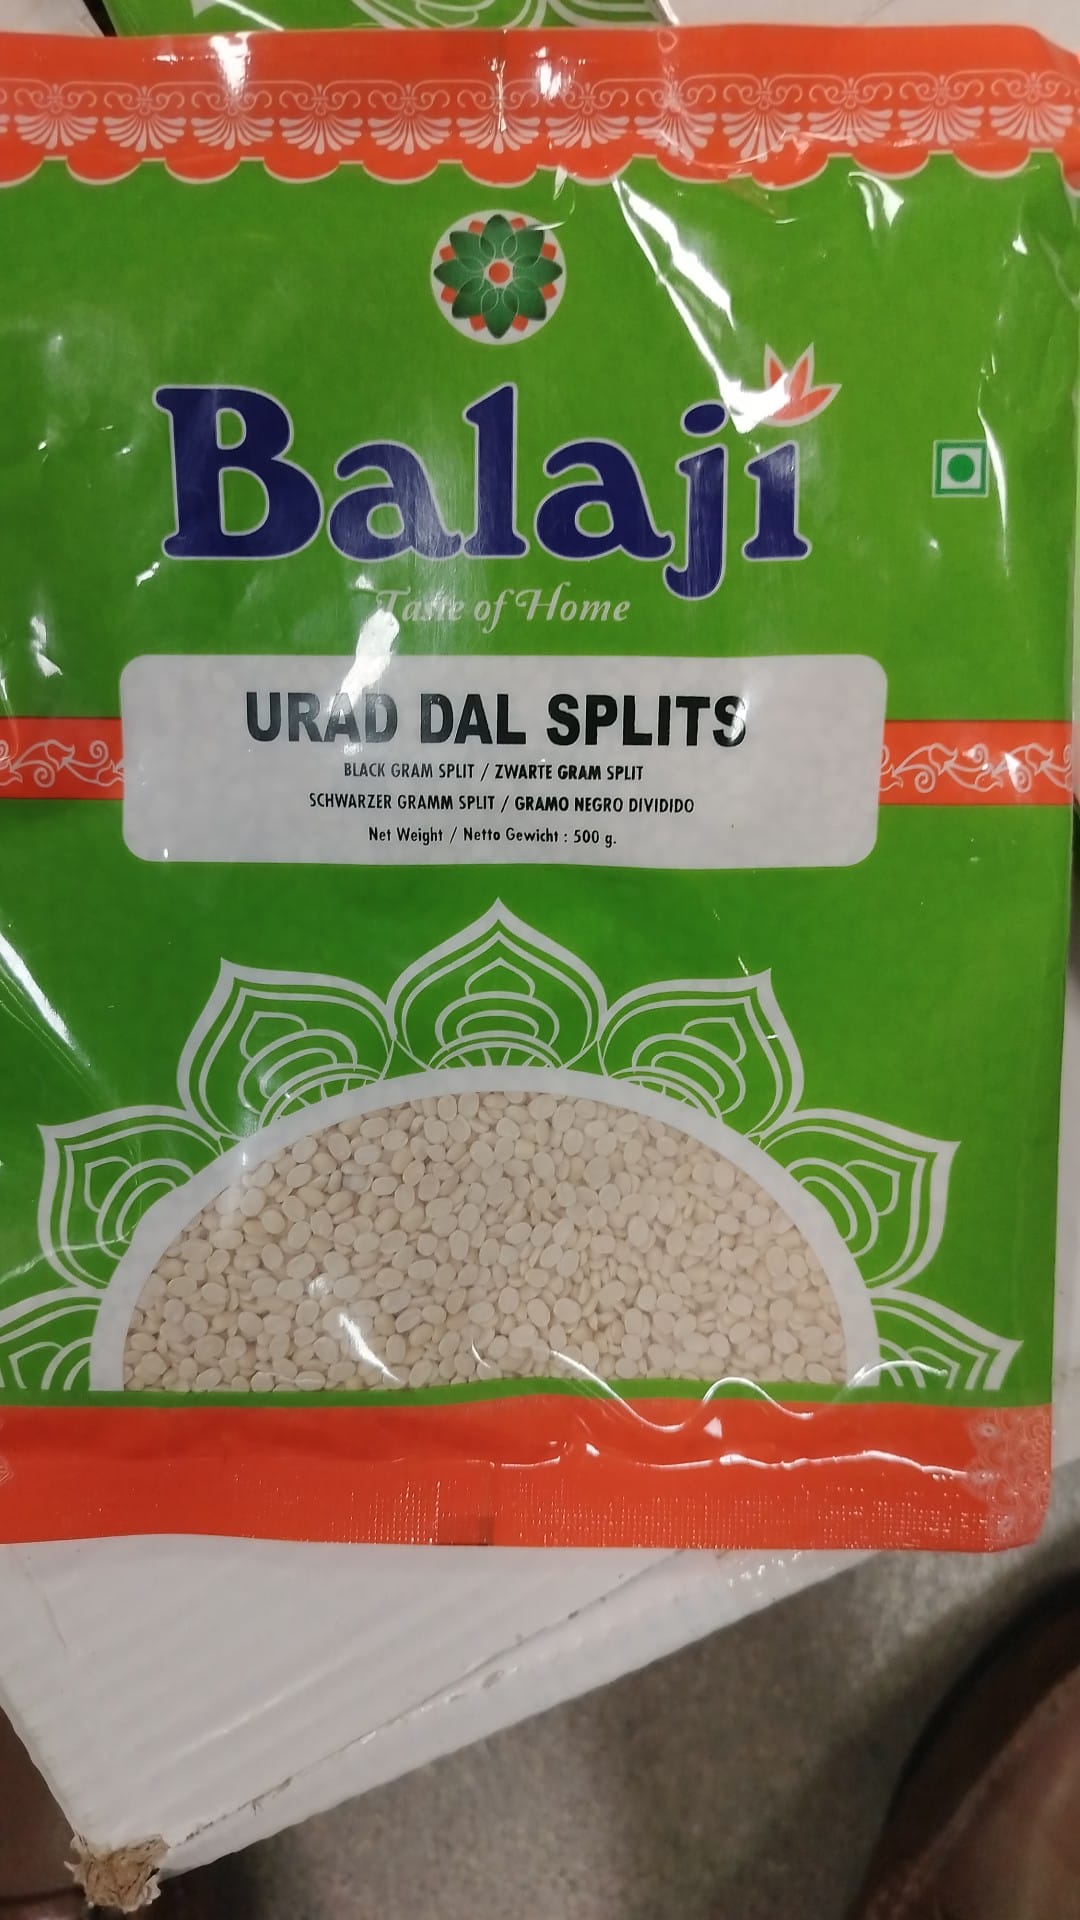 Balaji
Taste of Home
URAD DAL SPLITS
BLACK GRAM SPLIT / ZWARTE GRAM SPLIT
SCHWARZER GRAMM SPLIT / GRAMO NEGRO DIVIDIDO
Net Weight / Netto Gewicht : 500 g.